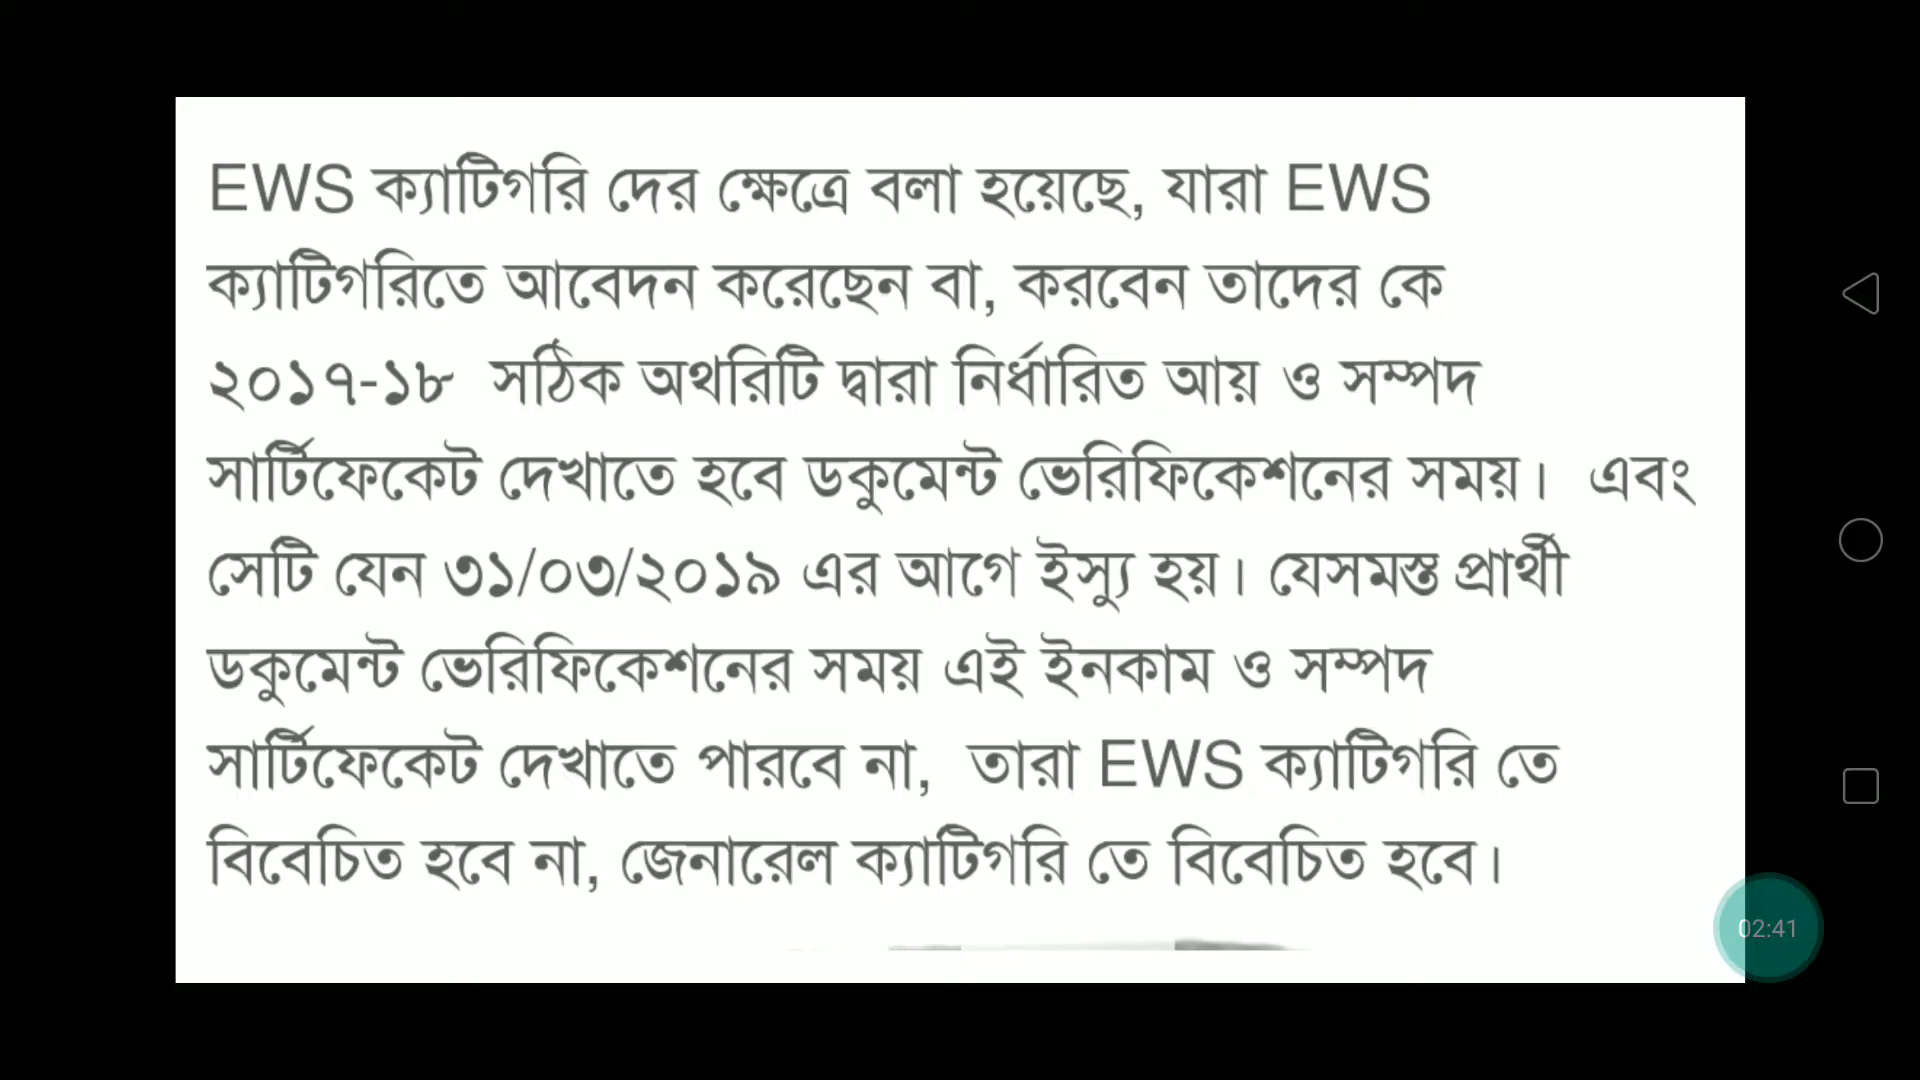 EWS ক্যাটিগরি দের ক্ষেত্রে বলা হয়েছে, যারা EWS
ক্যাটিগরিতে আবেদন করেছেন বা, করবেন তাদের কে
২০১৭-১৮ সঠিক অথরিটি দ্বারা নির্ধারিত আয় ও সম্পদ
সার্টিফেকেট দেখাতে হবে ডকুমেন্ট ভেরিফিকেশনের সময়। এবং
সেটি যেন ৩১/০৩/২০১৯ এর আগে ইস্যু হয়। যেসমস্ত প্রার্থী
ডকুমেন্ট ভেরিফিকেশনের সময় এই ইনকাম ও সম্পদ
সার্টিফেকেট দেখাতে পারবে না, তারা EWS ক্যাটিগরি তে
বিবেচিত হবে না, জেনারেল ক্যাটিগরি তে বিবেচিত হবে।
02:41